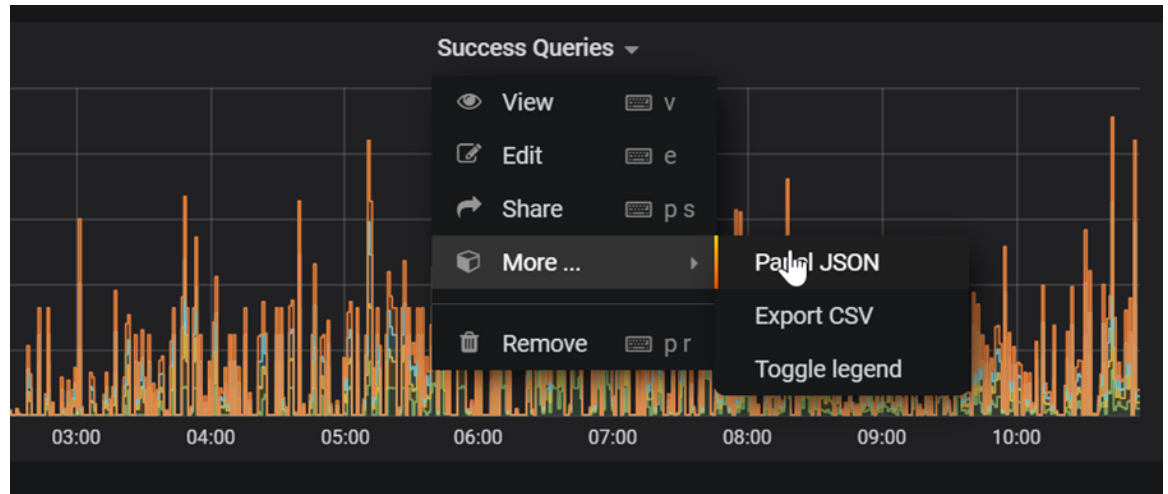 Success Queries
View v
Edit e
Share p s
More ...
Panel JSON
Export CSV
Remove p r
Toggle legend
03:00 04:00 05:00 06:00 07:00 08:00 09:00 10:00